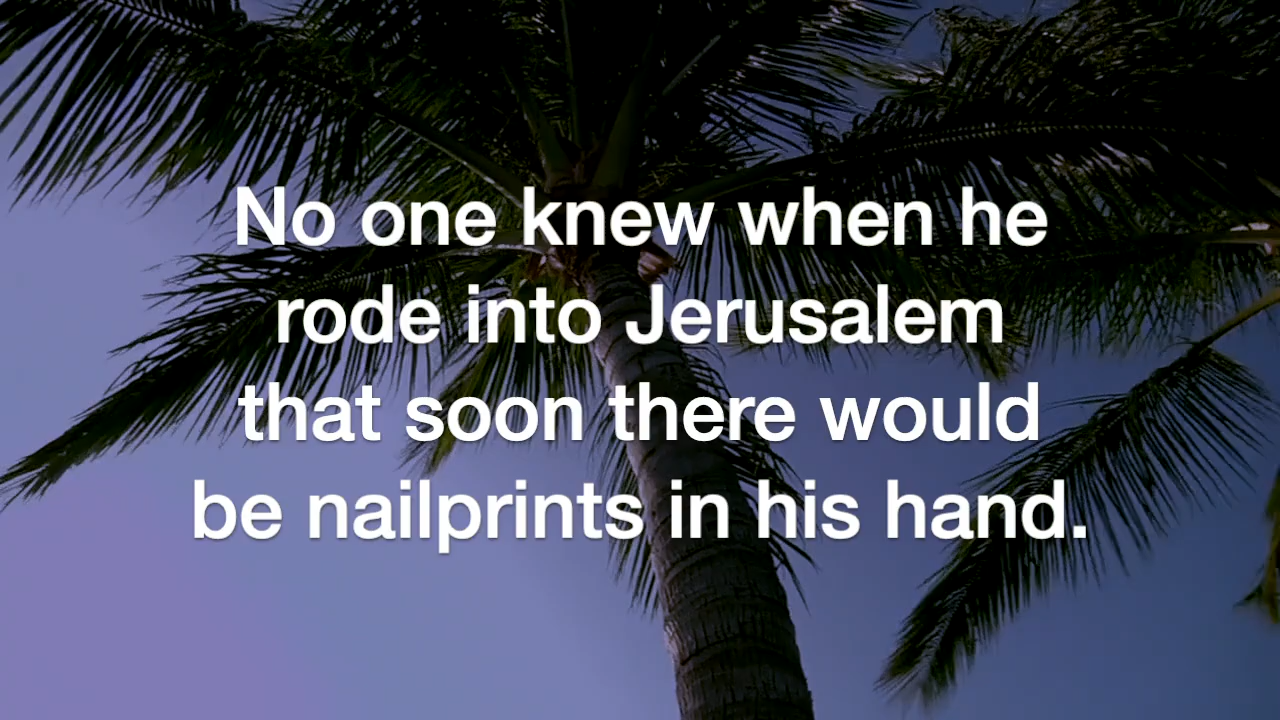 No one knew when he
rode into Jerusalem
that soon there would
be nailprints in his hand.